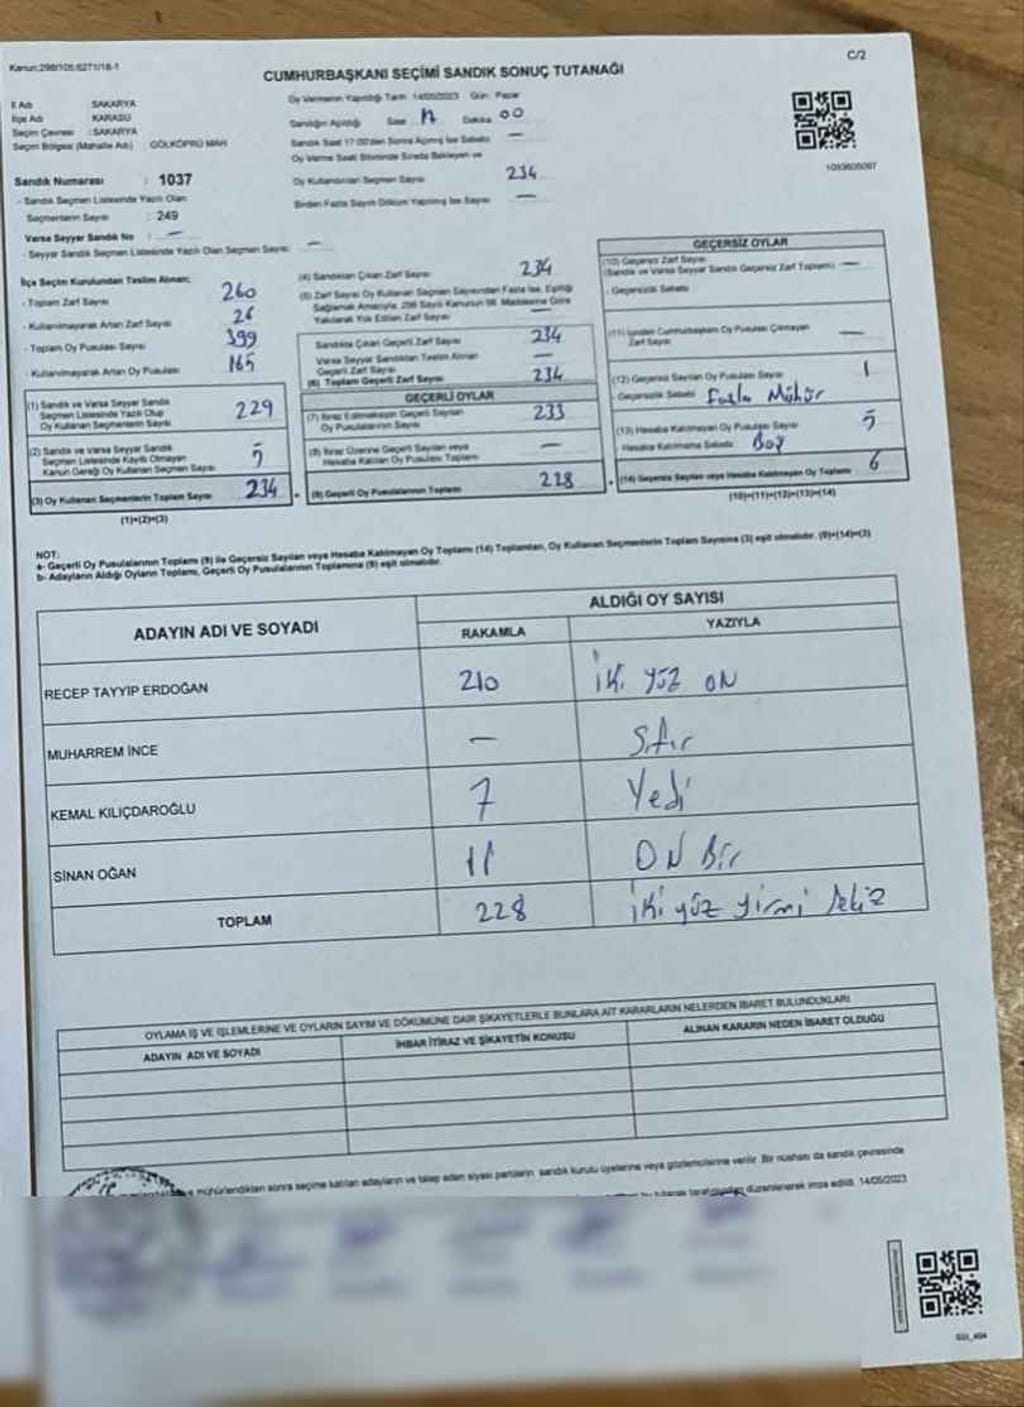 Kanun:298/105:6271/18-1
C/2
CUMHURBAŞKANI SEÇİMİ SANDIK SONUÇ TUTANAĞI
İl Adı SAKARYA
İlçe Adı KARASU
Seçim Çevresi : SAKARYA
Seçim Bölgesi (Mahalle Adı) GÖLKÖPRÜ MAH
Sandık Numarası : 1037
- Sandık Seçmen Listesinde Yazılı Olan
Seçmenlerin Sayısı : 249
Varsa Seyyar Sandık No : —
- Seyyar Sandık Seçmen Listesinde Yazılı Olan Seçmen Sayısı —
Oy Vermenin Yapıldığı Tarih 14/05/2023 Gün: Pazar
Sandığın Açıldığı Saat 17 Dakika 00
Sandık Saat 17:00'den Sonra Açılmış İse Sebebi —
Oy Verme Saati Bitiminde Sırada Bekleyen ve
Oy Kullandırılan Seçmen Sayısı 234
Birden Fazla Sayım Döküm Yapılmış İse Sayısı —
1093605097
İlçe Seçim Kurulundan Teslim Alınan;
- Toplam Zarf Sayısı 260
- Kullanılmayarak Artan Zarf Sayısı 26
- Toplam Oy Pusulası Sayısı 399
- Kullanılmayarak Artan Oy Pusulası 165
(1) Sandık ve Varsa Seyyar Sandık
Seçmen Listesinde Yazılı Olup
Oy Kullanan Seçmenlerin Sayısı 229
(2) Sandık ve Varsa Seyyar Sandık
Seçmen Listesinde Kayıtlı Olmayan
Kanun Gereği Oy Kullanan Seçmen Sayısı 5
(3) Oy Kullanan Seçmenlerin Toplam Sayısı 234
(1)+(2)=(3)
(4) Sandıktan Çıkan Zarf Sayısı 234
(5) Zarf Sayısı Oy Kullanan Seçmen Sayısından Fazla İse, Eşitliği
Sağlamak Amacıyla, 298 Sayılı Kanunun 98. Maddesine Göre
Yakılarak Yok Edilen Zarf Sayısı —
Sandıkta Çıkan Geçerli Zarf Sayısı 234
Varsa Seyyar Sandıktan Teslim Alınan
Geçerli Zarf Sayısı —
(6) Toplam Geçerli Zarf Sayısı 234
GEÇERLİ OYLAR
(7) İtiraz Edilmeksizin Geçerli Sayılan
Oy Pusulalarının Sayısı 233
(8) İtiraz Üzerine Geçerli Sayılan veya
Hesaba Katılan Oy Pusulası Toplamı —
(9) Geçerli Oy Pusulalarının Toplamı 228
GEÇERSİZ OYLAR
(10) Geçersiz Zarf Sayısı
(Sandık ve Varsa Seyyar Sandık Geçersiz Zarf Toplamı) —
- Geçersizlik Sebebi
(11) İçinden Cumhurbaşkanı Oy Pusulası Çıkmayan
Zarf Sayısı —
(12) Geçersiz Sayılan Oy Pusulası Sayısı 1
- Geçersizlik Sebebi Fazla Mühür
(13) Hesaba Katılmayan Oy Pusulası Sayısı 5
Hesaba Katılmama Sebebi Boş
(14) Geçersiz Sayılan veya Hesaba Katılmayan Oy Toplamı 6
(10)+(11)+(12)+(13)=(14)
NOT:
a- Geçerli Oy Pusulalarının Toplamı (9) ile Geçersiz Sayılan veya Hesaba Katılmayan Oy Toplamı (14) Toplamları, Oy Kullanan Seçmenlerin Toplam Sayısına (3) eşit olmalıdır. (9)+(14)=(3)
b- Adayların Aldığı Oyların Toplamı, Geçerli Oy Pusulalarının Toplamına (9) eşit olmalıdır.
ADAYIN ADI VE SOYADI
ALDIĞI OY SAYISI
RAKAMLA YAZIYLA
RECEP TAYYİP ERDOĞAN 210 İKi YÜZ ON
MUHARREM İNCE — Sıfır
KEMAL KILIÇDAROĞLU 7 Yedi
SİNAN OĞAN 11 ON Bir
TOPLAM 228 iKi yüz yirmi sekiz
OYLAMA İŞ VE İŞLEMLERİNE VE OYLARIN SAYIM VE DÖKÜMÜNE DAİR ŞİKAYETLERLE BUNLARA AİT KARARLARIN NELERDEN İBARET BULUNDUKLARI
ADAYIN ADI VE SOYADI İHBAR İTİRAZ VE ŞİKAYETİN KONUSU ALINAN KARARIN NEDEN İBARET OLDUĞU
mühürlendikten sonra seçime katılan adayların ve talep eden siyasi partilerin sandık kurulu üyelerine veya gözlemcilerine verilir. Bir nüshası da sandık çevresinde
bu tutanak tarafımızdan düzenlenerek imza edildi. 14/05/2023